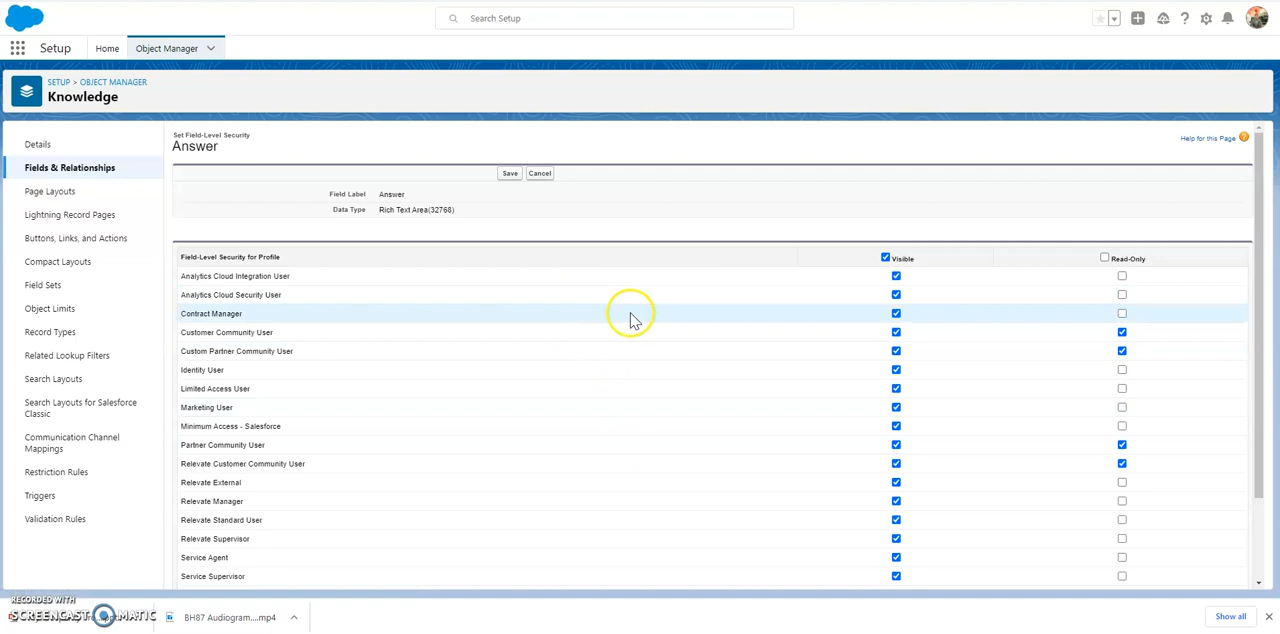 Search Setup
Setup
Home
Object Manager
SETUP > OBJECT MANAGER
Knowledge
Details
Fields & Relationships
Page Layouts
Lightning Record Pages
Buttons, Links, and Actions
Compact Layouts
Field Sets
Object Limits
Record Types
Related Lookup Filters
Search Layouts
Search Layouts for Salesforce
Classic
Communication Channel
Mappings
Restriction Rules
Triggers
Validation Rules
Set Field-Level Security
Answer
Help for this Page
Save Cancel
Field Label Answer
Data Type Rich Text Area(32768)
Field-Level Security for Profile Visible Read-Only
Analytics Cloud Integration User
Analytics Cloud Security User
Contract Manager
Customer Community User
Custom Partner Community User
Identity User
Limited Access User
Marketing User
Minimum Access - Salesforce
Partner Community User
Relevate Customer Community User
Relevate External
Relevate Manager
Relevate Standard User
Relevate Supervisor
Service Agent
Service Supervisor
RECORDED WITH
SCREENCAST MATIC
BH87 Audiogram....mp4
Show all